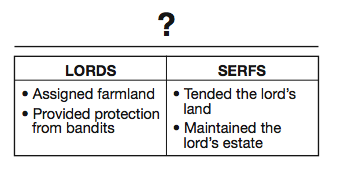 ?
LORDS
• Assigned farmland
• Provided protection
from bandits
SERFS
• Tended the lord's
land
• Maintained the
lord's estate